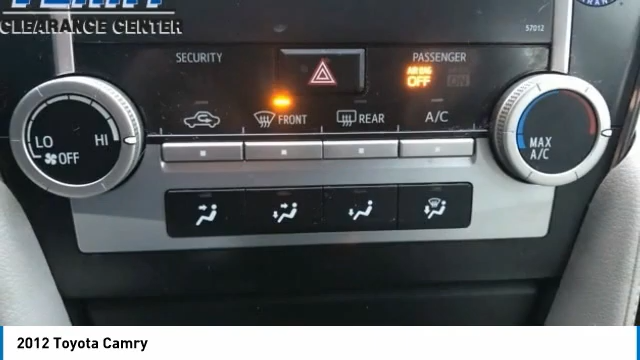 CLEARANCE CENTER
57012
SECURITY
PASSENGER
AIR BAG
OFF ON
FRONT
REAR
A/C
LO
HI
OFF
MAX
A/C
2012 Toyota Camry